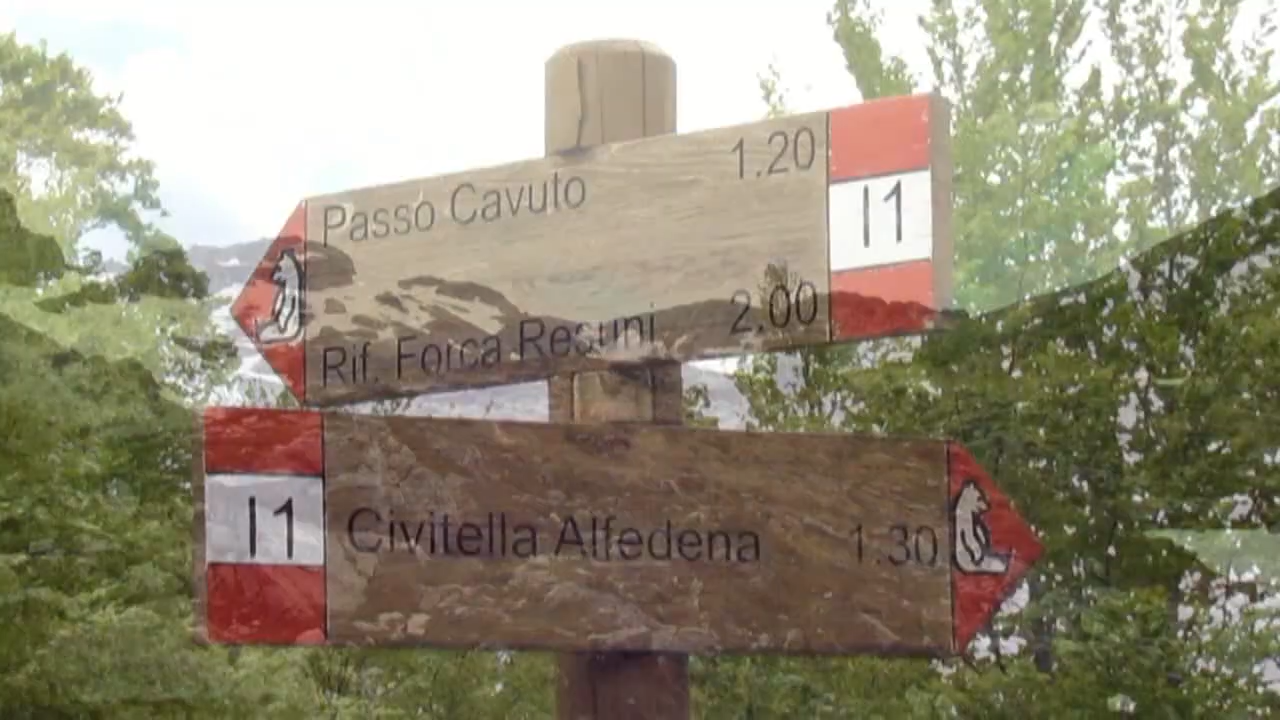 Passo Cavuto 1.20
I1
Rif. Forca Resuni 2.00
I1 Civitella Alfedena 1.30